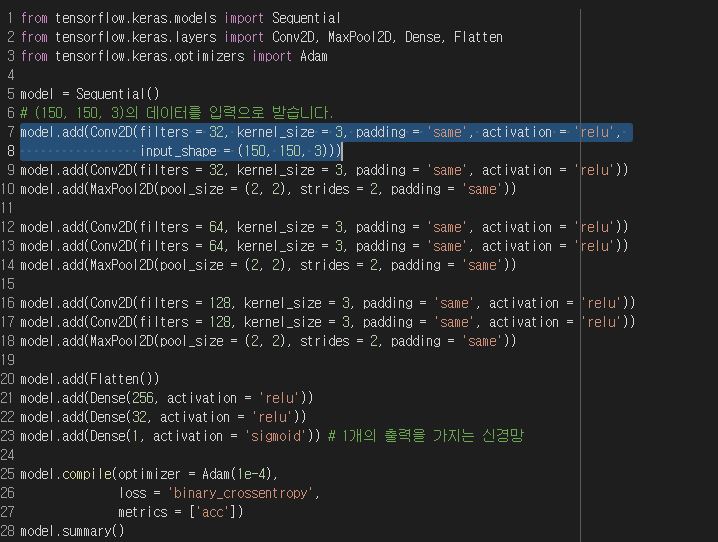 1 from tensorflow.keras.models import Sequential
2 from tensorflow.keras.layers import Conv2D, MaxPool2D, Dense, Flatten
3 from tensorflow.keras.optimizers import Adam
4
5 model = Sequential()
6 # (150, 150, 3)의 데이터를 입력으로 받습니다.
7 model.add(Conv2D(filters = 32, kernel_size = 3, padding = 'same', activation = 'relu',
8                  input_shape = (150, 150, 3)))
9 model.add(Conv2D(filters = 32, kernel_size = 3, padding = 'same', activation = 'relu'))
10 model.add(MaxPool2D(pool_size = (2, 2), strides = 2, padding = 'same'))
11
12 model.add(Conv2D(filters = 64, kernel_size = 3, padding = 'same', activation = 'relu'))
13 model.add(Conv2D(filters = 64, kernel_size = 3, padding = 'same', activation = 'relu'))
14 model.add(MaxPool2D(pool_size = (2, 2), strides = 2, padding = 'same'))
15
16 model.add(Conv2D(filters = 128, kernel_size = 3, padding = 'same', activation = 'relu'))
17 model.add(Conv2D(filters = 128, kernel_size = 3, padding = 'same', activation = 'relu'))
18 model.add(MaxPool2D(pool_size = (2, 2), strides = 2, padding = 'same'))
19
20 model.add(Flatten())
21 model.add(Dense(256, activation = 'relu'))
22 model.add(Dense(32, activation = 'relu'))
23 model.add(Dense(1, activation = 'sigmoid')) # 1개의 출력을 가지는 신경망
24
25 model.compile(optimizer = Adam(1e-4),
26               loss = 'binary_crossentropy',
27               metrics = ['acc'])
28 model.summary()